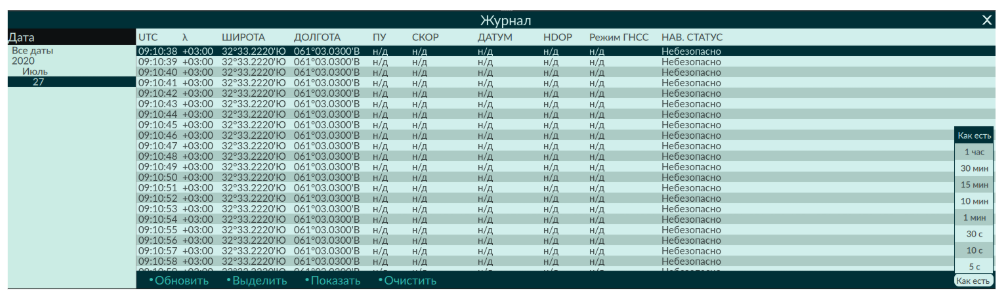 Журнал X
Дата
Все даты
2020
Июль
27
UTC λ ШИРОТА ДОЛГОТА ПУ СКОР ДАТУМ HDOP Режим ГНСС НАВ. СТАТУС
09:10:38 +03:00 32°33.2220'Ю 061°03.0300'В н/д н/д н/д н/д н/д Небезопасно
09:10:39 +03:00 32°33.2220'Ю 061°03.0300'В н/д н/д н/д н/д н/д Небезопасно
09:10:40 +03:00 32°33.2220'Ю 061°03.0300'В н/д н/д н/д н/д н/д Небезопасно
09:10:41 +03:00 32°33.2220'Ю 061°03.0300'В н/д н/д н/д н/д н/д Небезопасно
09:10:42 +03:00 32°33.2220'Ю 061°03.0300'В н/д н/д н/д н/д н/д Небезопасно
09:10:43 +03:00 32°33.2220'Ю 061°03.0300'В н/д н/д н/д н/д н/д Небезопасно
09:10:44 +03:00 32°33.2220'Ю 061°03.0300'В н/д н/д н/д н/д н/д Небезопасно
09:10:45 +03:00 32°33.2220'Ю 061°03.0300'В н/д н/д н/д н/д н/д Небезопасно
09:10:46 +03:00 32°33.2220'Ю 061°03.0300'В н/д н/д н/д н/д н/д Небезопасно
09:10:47 +03:00 32°33.2220'Ю 061°03.0300'В н/д н/д н/д н/д н/д Небезопасно
09:10:48 +03:00 32°33.2220'Ю 061°03.0300'В н/д н/д н/д н/д н/д Небезопасно
09:10:49 +03:00 32°33.2220'Ю 061°03.0300'В н/д н/д н/д н/д н/д Небезопасно
09:10:50 +03:00 32°33.2220'Ю 061°03.0300'В н/д н/д н/д н/д н/д Небезопасно
09:10:51 +03:00 32°33.2220'Ю 061°03.0300'В н/д н/д н/д н/д н/д Небезопасно
09:10:52 +03:00 32°33.2220'Ю 061°03.0300'В н/д н/д н/д н/д н/д Небезопасно
09:10:53 +03:00 32°33.2220'Ю 061°03.0300'В н/д н/д н/д н/д н/д Небезопасно
09:10:54 +03:00 32°33.2220'Ю 061°03.0300'В н/д н/д н/д н/д н/д Небезопасно
09:10:55 +03:00 32°33.2220'Ю 061°03.0300'В н/д н/д н/д н/д н/д Небезопасно
09:10:56 +03:00 32°33.2220'Ю 061°03.0300'В н/д н/д н/д н/д н/д Небезопасно
09:10:57 +03:00 32°33.2220'Ю 061°03.0300'В н/д н/д н/д н/д н/д Небезопасно
09:10:58 +03:00 32°33.2220'Ю 061°03.0300'В н/д н/д н/д н/д н/д Небезопасно
Как есть
1 час
30 мин
15 мин
10 мин
1 мин
30 с
10 с
5 с
Как есть
•Обновить •Выделить •Показать •Очистить